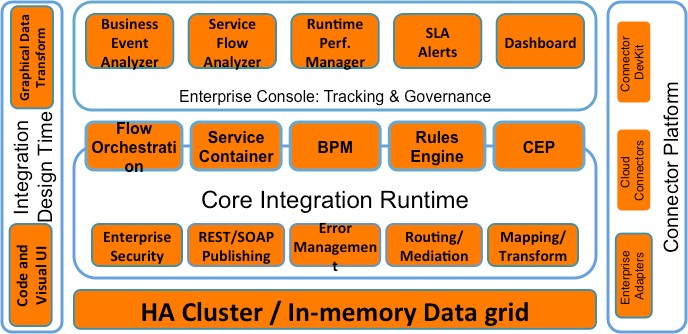 Graphical Data
Transform
Integration
Design Time
Code and
Visual UI
Business
Event
Analyzer
Service
Flow
Analyzer
Runtime
Perf.
Manager
SLA
Alerts
Dashboard
Enterprise Console: Tracking & Governance
Flow
Orchestrati
on
Service
Container
BPM
Rules
Engine
CEP
Core Integration Runtime
Enterprise
Security
REST/SOAP
Publishing
Error
Managemen
t
Routing/
Mediation
Mapping/
Transform
HA Cluster / In-memory Data grid
Connector
DevKit
Cloud
Connectors
Enterprise
Adapters
Connector Platform